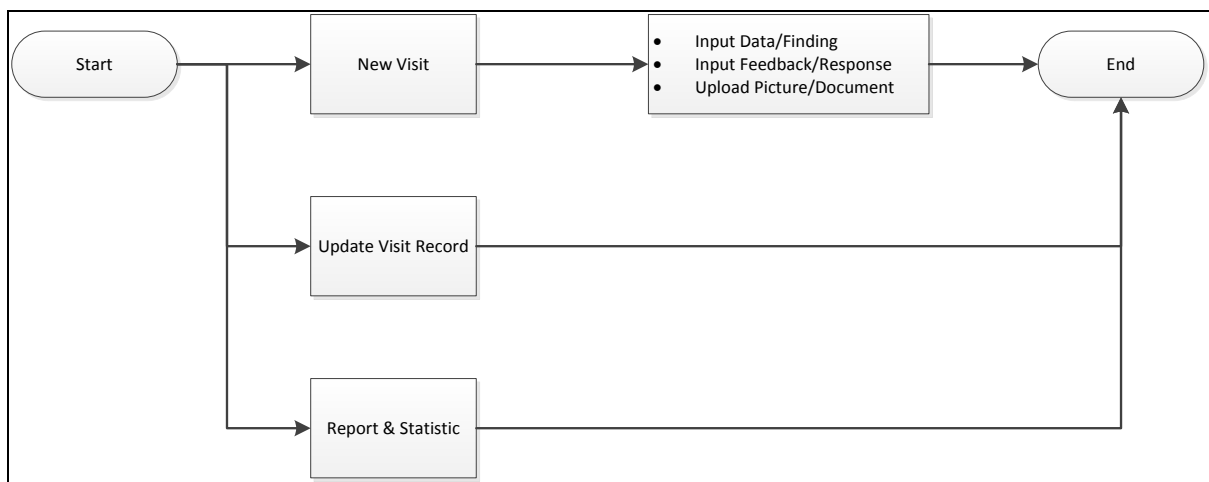 Start
New Visit
• Input Data/Finding
• Input Feedback/Response
• Upload Picture/Document
End
Update Visit Record
Report & Statistic